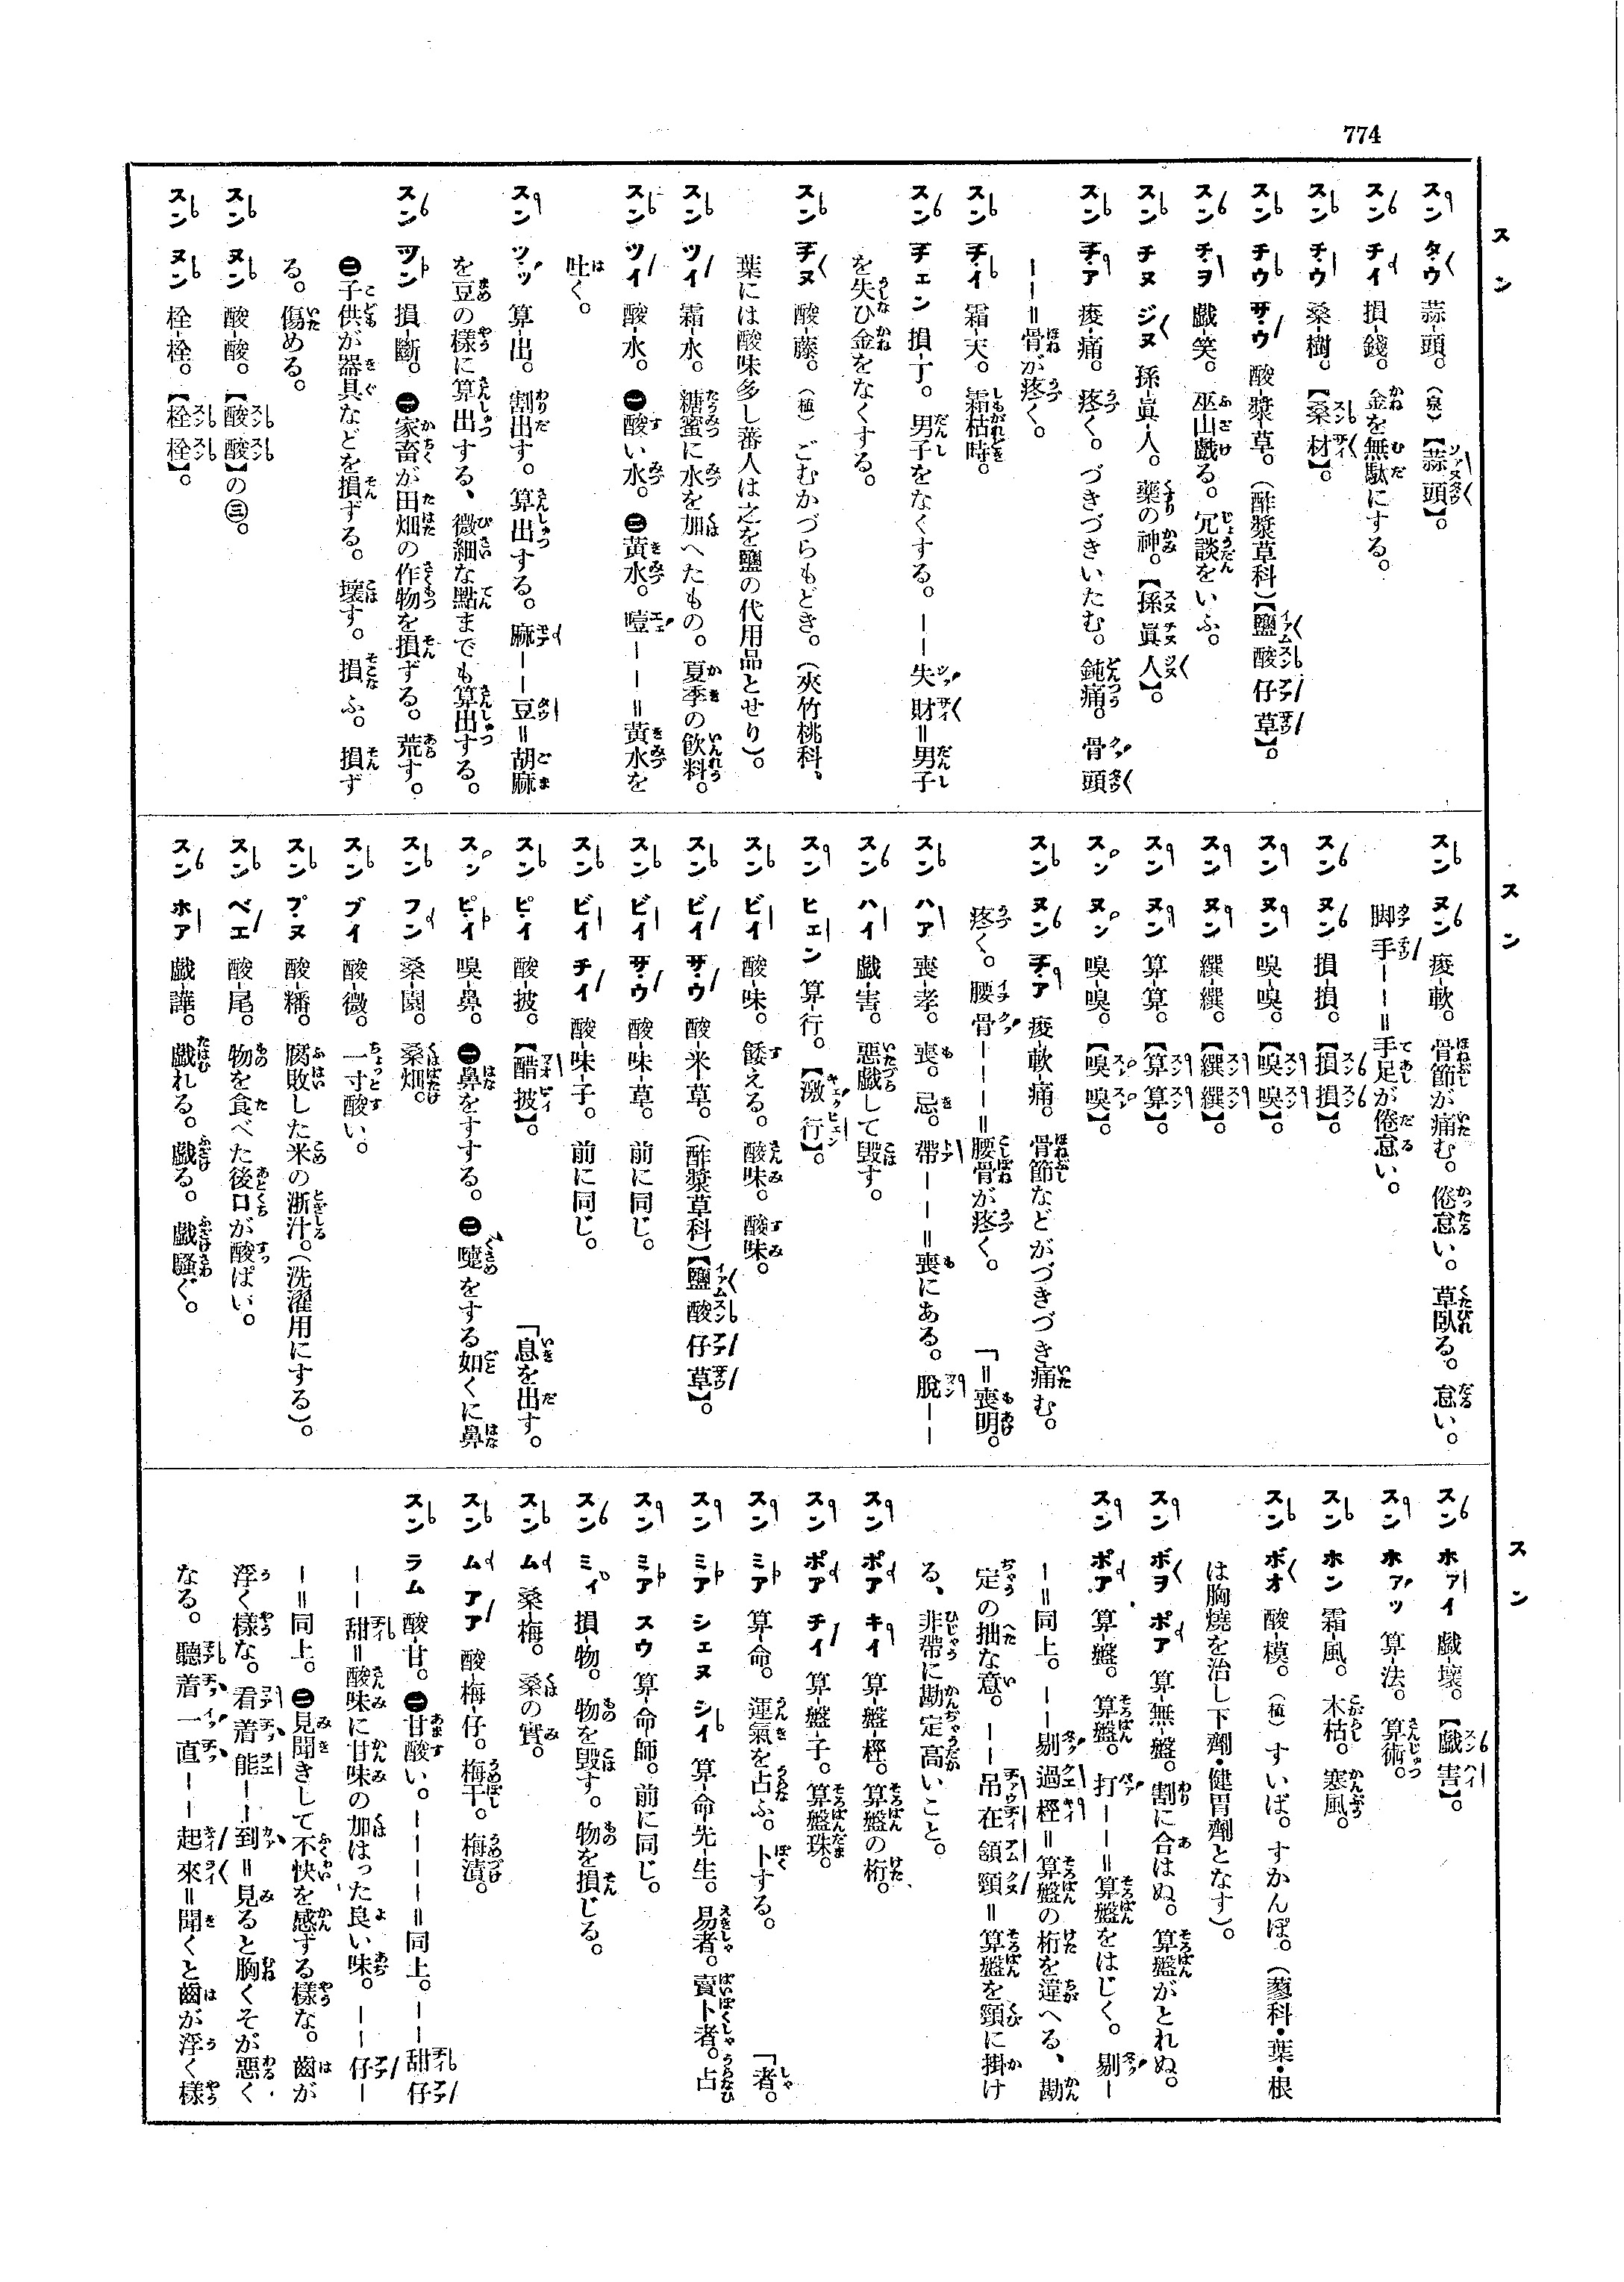 774
スン
スン タウ 蒜-頭。(泉)【蒜頭】。
スン チイ 損-錢。金を無駄にする。
スン チウ 桑-樹。【桑材】。
スン チウ サウ 酸-漿-草。(酢漿草科)【鹽酸仔草】。
スン チヲ 戯-笑。巫山戯る。冗談をいふ。
スン チヌ ジヌ 孫-眞-人。藥の神。【孫眞人】。
スン チア 痠-痛。疼く。づきづきいたむ。鈍痛。骨頭
――=骨が疼く。
スン チイ 霜-天。霜枯時。
スン チェン 損-丁。男子をなくする。――失財=男子
を失ひ金をなくする。
スン チヌ 酸-藤。(植)ごむかづらもどき。(夾竹桃科、
葉には酸味多し蕃人は之を鹽の代用品とせり)。
スン ツイ 霜-水。糖蜜に水を加へたもの。夏季の飲料。
スン ツイ 酸-水。㊀酸い水。㊁黃水。噎――=黃水を
吐く。
スン ツッ 算-出。割出す。算出する。麻――豆=胡麻
を豆の樣に算出する、微細な點までも算出する。
スン ツン 損-斷。㊀家畜が田畑の作物を損ずる。荒す。
㊁子供が器具などを損ずる。壞す。損ふ。損ず
る。傷める。
スン ヌン 酸-酸。【酸酸】の㊂。
スン ヌン 栓-栓。【栓栓】。
スン
スン ヌン 痠-軟。骨節が痛む。倦怠い。草臥る。怠い。
脚手――=手足が倦怠い。
スン ヌン 損-損。【損損】。
スン ヌン 嗅-嗅。【嗅嗅】。
スン ヌン 纂-纂。【纂纂】。
スン ヌン 算-算。【算算】。
スン ヌン 嗅-嗅。【嗅嗅】。
スン ヌン チア 痠-軟-痛。骨節などがづきづき痛む。
疼く。腰骨―――=腰骨が疼く。「=喪明。
スン ハア 喪-孝。喪。忌。帶――=喪にある。脫――
スン ハイ 戯-害。惡戯して毀す。
スン ヒェン 算-行。【激行】。
スン ビイ 酸-味。餧える。酸味。酸味。
スン ビイ サウ 酸-米-草。(酢漿草科)【鹽酸仔草】。
スン ビイ サウ 酸-味-草。前に同じ。
スン ビイ チイ 酸-味-子。前に同じ。
スン ピイ 酸-披。【醋披】。「息を出す。
スン ピイ 嗅-鼻。㊀鼻をすする。㊁嚔をする如くに鼻
スン フン 桑-園。桑畑。
スン ブイ 酸-微。一寸酸い。
スン プヌ 酸-糒。腐敗した米の浙汁。(洗濯用にする)。
スン ベエ 酸-尾。物を食べた後口が酸ぱい。
スン ホア 戯-譁。戯れる。戯る。戯騷ぐ。
スン
スン ホアイ 戯-壞。【戯害】。
スン ホアッ 算-法。算術。
スン ホン 霜-風。木枯。寒風。
スン ボオ 酸-模。(植)すいば。すかんぽ。(蓼科・葉・根
は胸燒を治し下劑・健胃劑となす)。
スン ボヲ ポア 算-無-盤。割に合はぬ。算盤がとれぬ。
スン ポア 算-盤。算盤。打――=算盤をはじく。剔―
―=同上。――剔過桱=算盤の桁を違へる、勘
定の拙な意。――吊在頷頸=算盤を頸に掛け
る、非常に勘定高いこと。
スン ポア キイ 算-盤-桱。算盤の桁。
スン ポア チイ 算-盤-子。算盤珠。
スン ミア 算-命。運氣を占ふ。卜する。「者。
スン ミア シェヌ シイ 算-命-先-生。易者。賣卜者。占
スン ミア スウ 算-命-師。前に同じ。
スン ミイ 損-物。物を毀す。物を損じる。
スン ム 桑-梅。桑の實。
スン ム アア 酸-梅-仔。梅干。梅漬。
スン ラム 酸-甘。㊀甘酸い。――――=同上。――甜仔
――甜=酸味に甘味の加はった良い味。――仔―
―=同上。㊁見聞きして不快を感ずる樣な。齒が
浮く樣な。看着能――到=見ると胸くそが惡く
なる。聽着一直――起來=聞くと齒が浮く樣